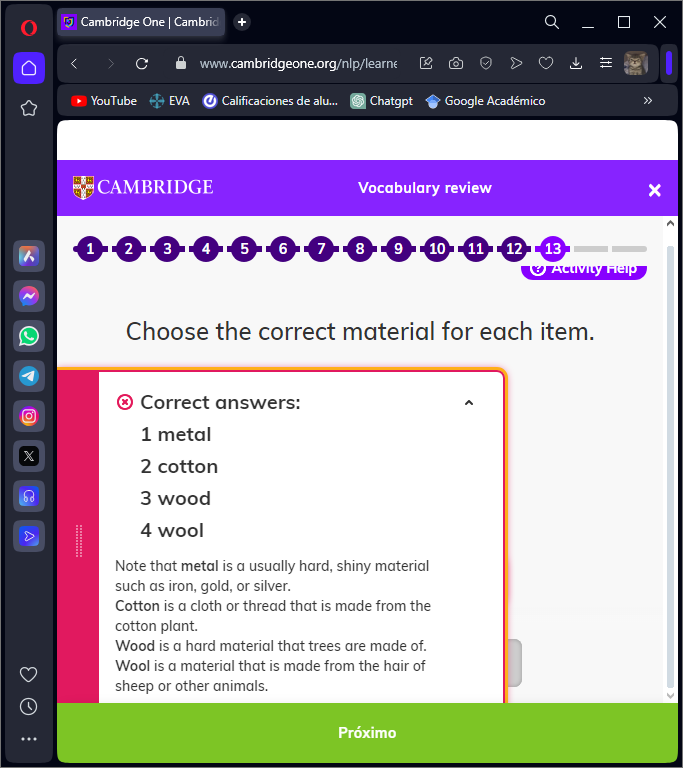 Cambridge One | Cambrid
www.cambridgeone.org/nlp/learne
YouTube
EVA
Calificaciones de alu...
Chatgpt
Google Académico
CAMBRIDGE
Vocabulary review
1 2 3 4 5 6 7 8 9 10 11 12 13
Activity Help
Choose the correct material for each item.
Correct answers:
1 metal
2 cotton
3 wood
4 wool
Note that metal is a usually hard, shiny material
such as iron, gold, or silver.
Cotton is a cloth or thread that is made from the
cotton plant.
Wood is a hard material that trees are made of.
Wool is a material that is made from the hair of
sheep or other animals.
Próximo